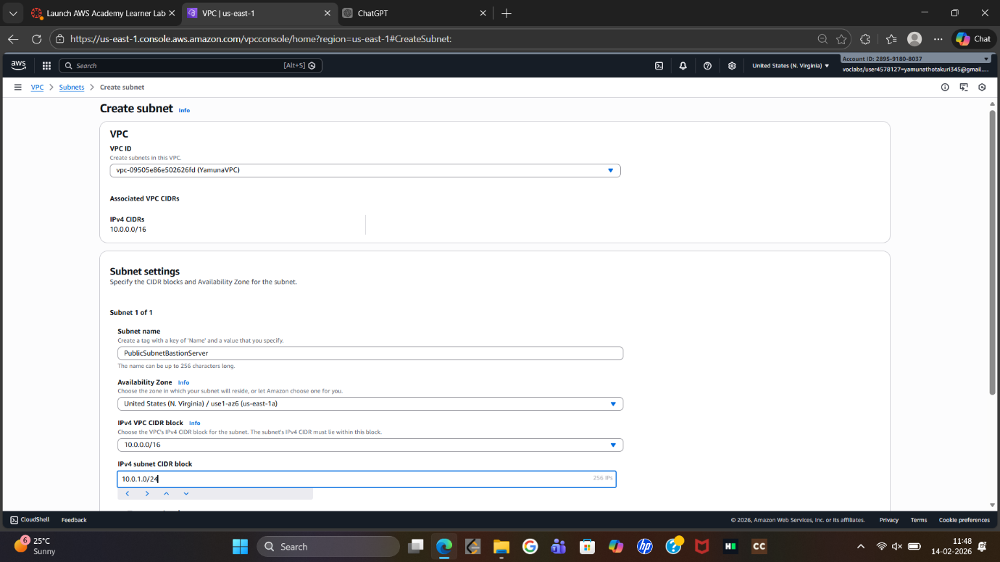 Launch AWS Academy Learner Lab
VPC | us-east-1
ChatGPT
https://us-east-1.console.aws.amazon.com/vpcconsole/home?region=us-east-1#CreateSubnet:
Chat
aws
Search
[Alt+S]
United States (N. Virginia)
Account ID: 2895-9180-8037
voclabs/user4578127=yamunathotakuri345@gmail....
VPC
Subnets
Create subnet
Create subnet Info
VPC
VPC ID
Create subnets in this VPC.
vpc-09505e86e502626fd (YamunaVPC)
Associated VPC CIDRs
IPv4 CIDRs
10.0.0.0/16
Subnet settings
Specify the CIDR blocks and Availability Zone for the subnet.
Subnet 1 of 1
Subnet name
Create a tag with a key of 'Name' and a value that you specify.
PublicSubnetBastionServer
The name can be up to 256 characters long.
Availability Zone Info
Choose the zone in which your subnet will reside, or let Amazon choose one for you.
United States (N. Virginia) / use1-az6 (us-east-1a)
IPv4 VPC CIDR block Info
Choose the VPC's IPv4 CIDR block for the subnet. The subnet's IPv4 CIDR must lie within this block.
10.0.0.0/16
IPv4 subnet CIDR block
10.0.1.0/24
256 IPs
CloudShell
Feedback
© 2026, Amazon Web Services, Inc. or its affiliates.
Privacy
Terms
Cookie preferences
6
25°C
Sunny
Search
hp
H
CC
11:48
14-02-2026